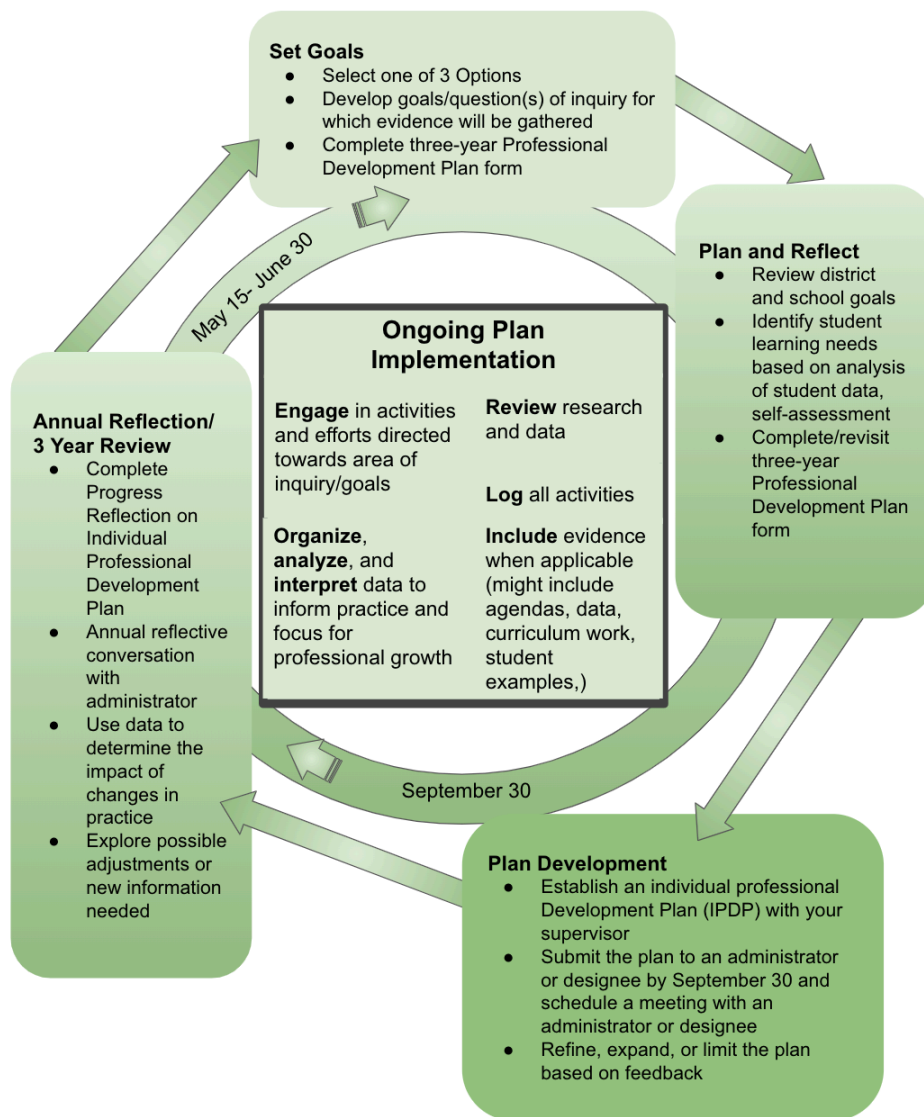 Set Goals
● Select one of 3 Options
● Develop goals/question(s) of inquiry for
which evidence will be gathered
● Complete three-year Professional
Development Plan form
Plan and Reflect
● Review district
and school goals
● Identify student
learning needs
based on analysis
of student data,
self-assessment
● Complete/revisit
three-year
Professional
Development Plan
form
May 15- June 30
Ongoing Plan
Implementation
Engage in activities
and efforts directed
towards area of
inquiry/goals
Review research
and data
Log all activities
Organize,
analyze, and
interpret data to
inform practice and
focus for
professional growth
Include evidence
when applicable
(might include
agendas, data,
curriculum work,
student
examples,)
Annual Reflection/
3 Year Review
● Complete
Progress
Reflection on
Individual
Professional
Development
Plan
● Annual reflective
conversation
with
administrator
● Use data to
determine the
impact of
changes in
practice
● Explore possible
adjustments or
new information
needed
September 30
Plan Development
● Establish an individual professional
Development Plan (IPDP) with your
supervisor
● Submit the plan to an administrator
or designee by September 30 and
schedule a meeting with an
administrator or designee
● Refine, expand, or limit the plan
based on feedback